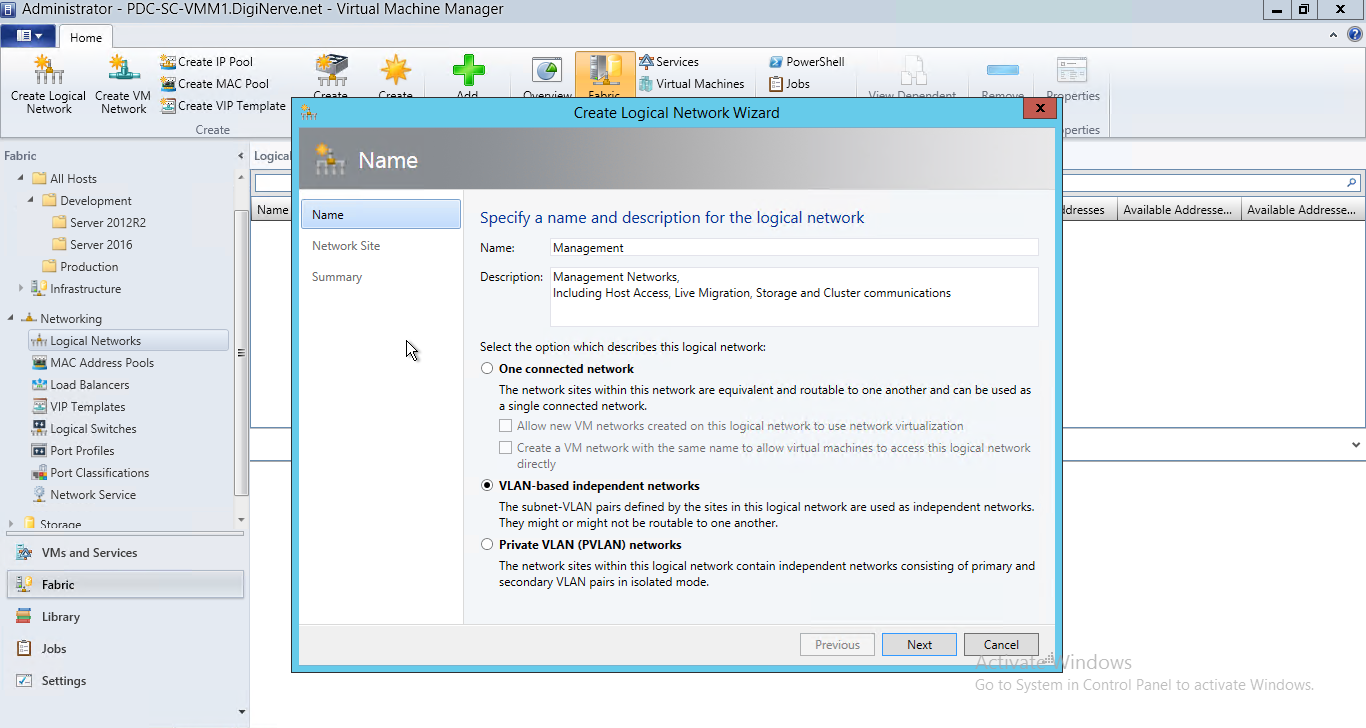 Administrator - PDC-SC-VMM1.DigiNerve.net - Virtual Machine Manager
Home
Create Logical Network
Create VM Network
Create IP Pool
Create MAC Pool
Create VIP Template
Create
Create
Create
Add
Overview
Fabric
Services
Virtual Machines
PowerShell
Jobs
View Dependent
Remove
Properties
Fabric
All Hosts
Development
Server 2012R2
Server 2016
Production
Infrastructure
Networking
Logical Networks
MAC Address Pools
Load Balancers
VIP Templates
Logical Switches
Port Profiles
Port Classifications
Network Service
Storage
VMs and Services
Fabric
Library
Jobs
Settings
Logical
Name
Available Addresse...
Available Addresse...
Create Logical Network Wizard
Name
Name
Network Site
Summary
Specify a name and description for the logical network
Name: Management
Description: Management Networks,
Including Host Access, Live Migration, Storage and Cluster communications
Select the option which describes this logical network:
One connected network
The network sites within this network are equivalent and routable to one another and can be used as
a single connected network.
Allow new VM networks created on this logical network to use network virtualization
Create a VM network with the same name to allow virtual machines to access this logical network
directly
VLAN-based independent networks
The subnet-VLAN pairs defined by the sites in this logical network are used as independent networks.
They might or might not be routable to one another.
Private VLAN (PVLAN) networks
The network sites within this logical network contain independent networks consisting of primary and
secondary VLAN pairs in isolated mode.
Previous
Next
Cancel
Activate Windows
Go to System in Control Panel to activate Windows.